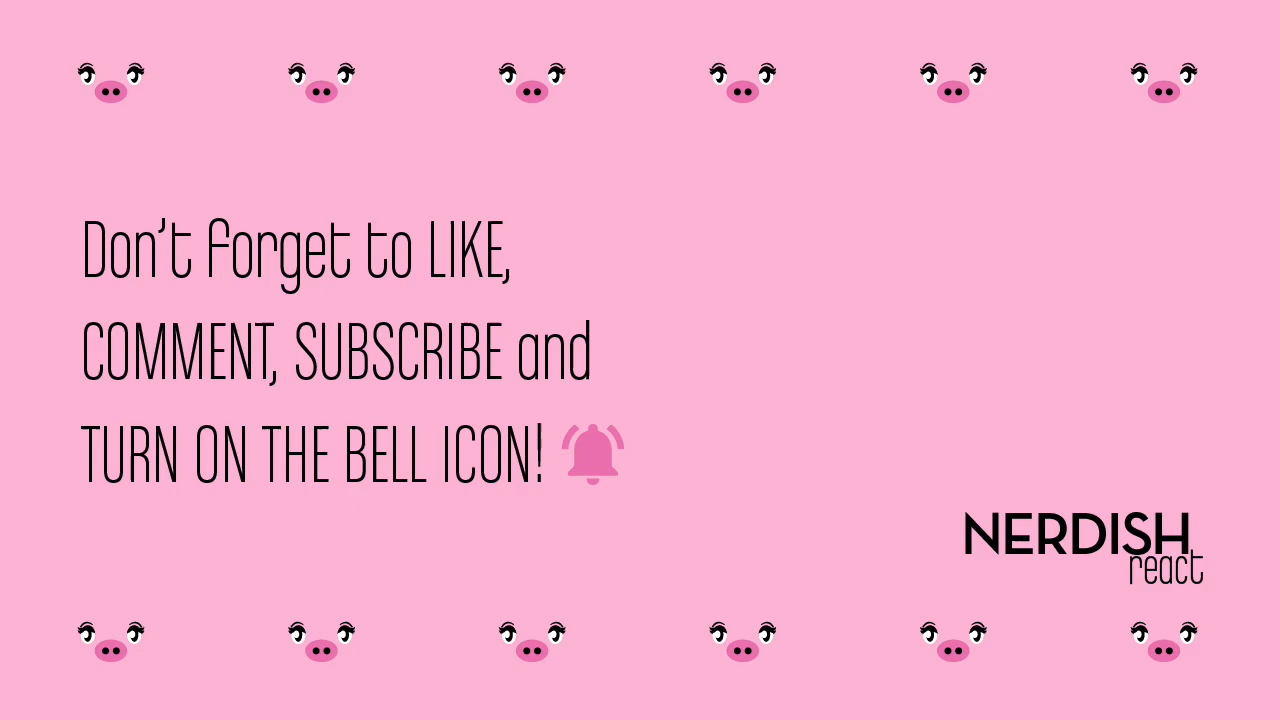 Don't forget to LIKE,
COMMENT, SUBSCRIBE and
TURN ON THE BELL ICON!
NERDISH
react